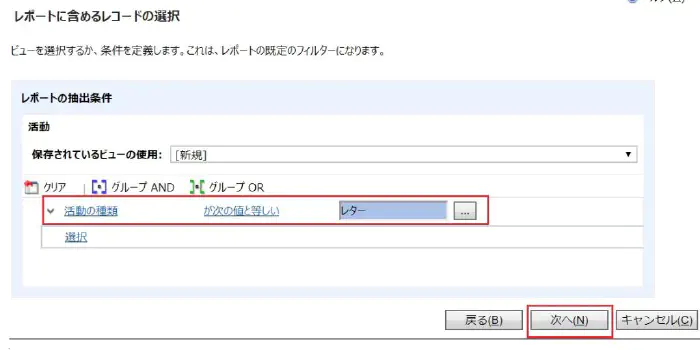 レポートに含めるレコードの選択
ビューを選択するか、条件を定義します。これは、レポートの既定のフィルターになります。
レポートの抽出条件
活動
保存されているビューの使用: [新規]
クリア グループ AND グループ OR
活動の種類 が次の値と等しい レター ...
選択
戻る(B) 次へ(N) キャンセル(C)